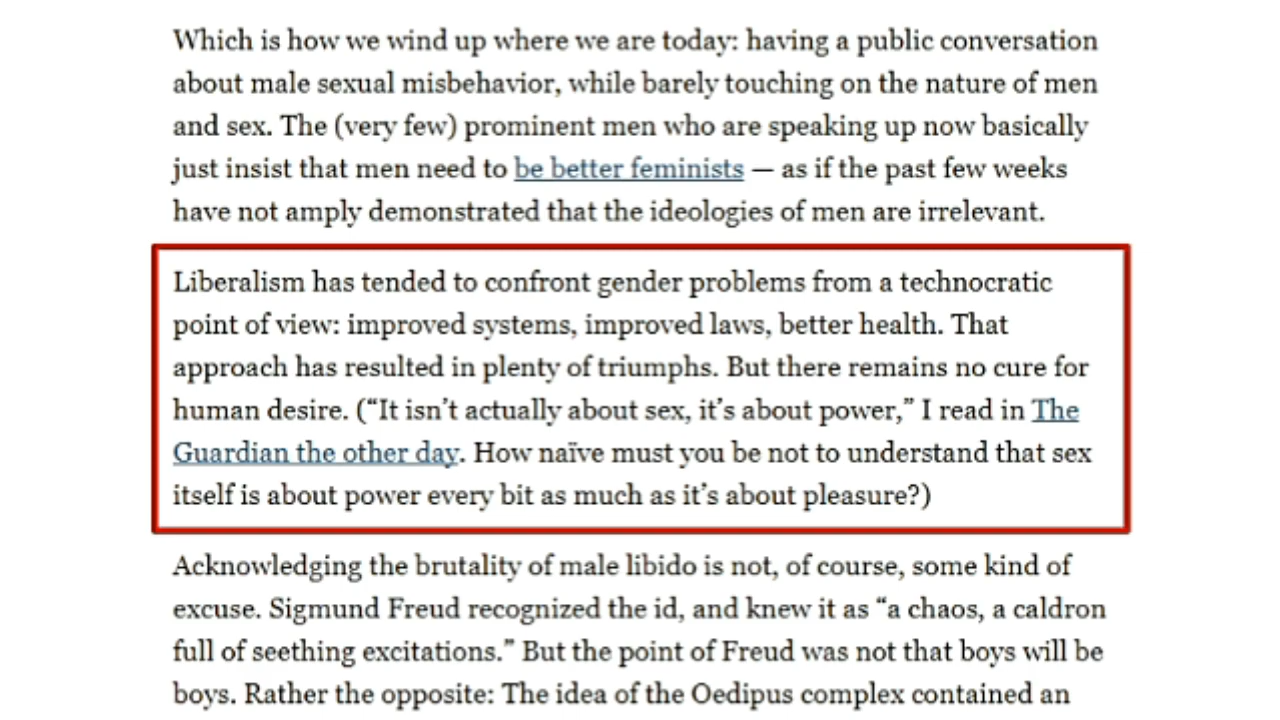 Which is how we wind up where we are today: having a public conversation
about male sexual misbehavior, while barely touching on the nature of men
and sex. The (very few) prominent men who are speaking up now basically
just insist that men need to be better feminists — as if the past few weeks
have not amply demonstrated that the ideologies of men are irrelevant.
Liberalism has tended to confront gender problems from a technocratic
point of view: improved systems, improved laws, better health. That
approach has resulted in plenty of triumphs. But there remains no cure for
human desire. (“It isn’t actually about sex, it’s about power,” I read in The
Guardian the other day. How naïve must you be not to understand that sex
itself is about power every bit as much as it’s about pleasure?)
Acknowledging the brutality of male libido is not, of course, some kind of
excuse. Sigmund Freud recognized the id, and knew it as “a chaos, a caldron
full of seething excitations.” But the point of Freud was not that boys will be
boys. Rather the opposite: The idea of the Oedipus complex contained an